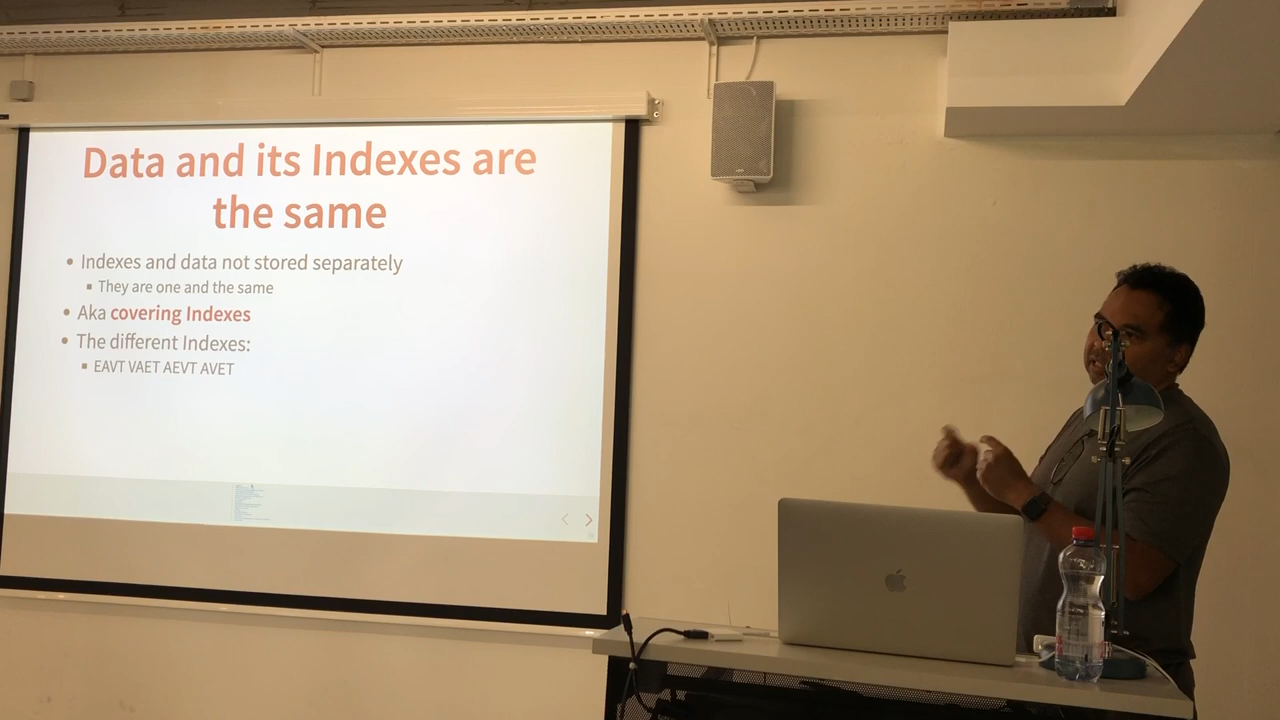 Data and its Indexes are
the same
• Indexes and data not stored separately
▪ They are one and the same
• Aka covering Indexes
• The different Indexes:
▪ EAVT VAET AEVT AVET